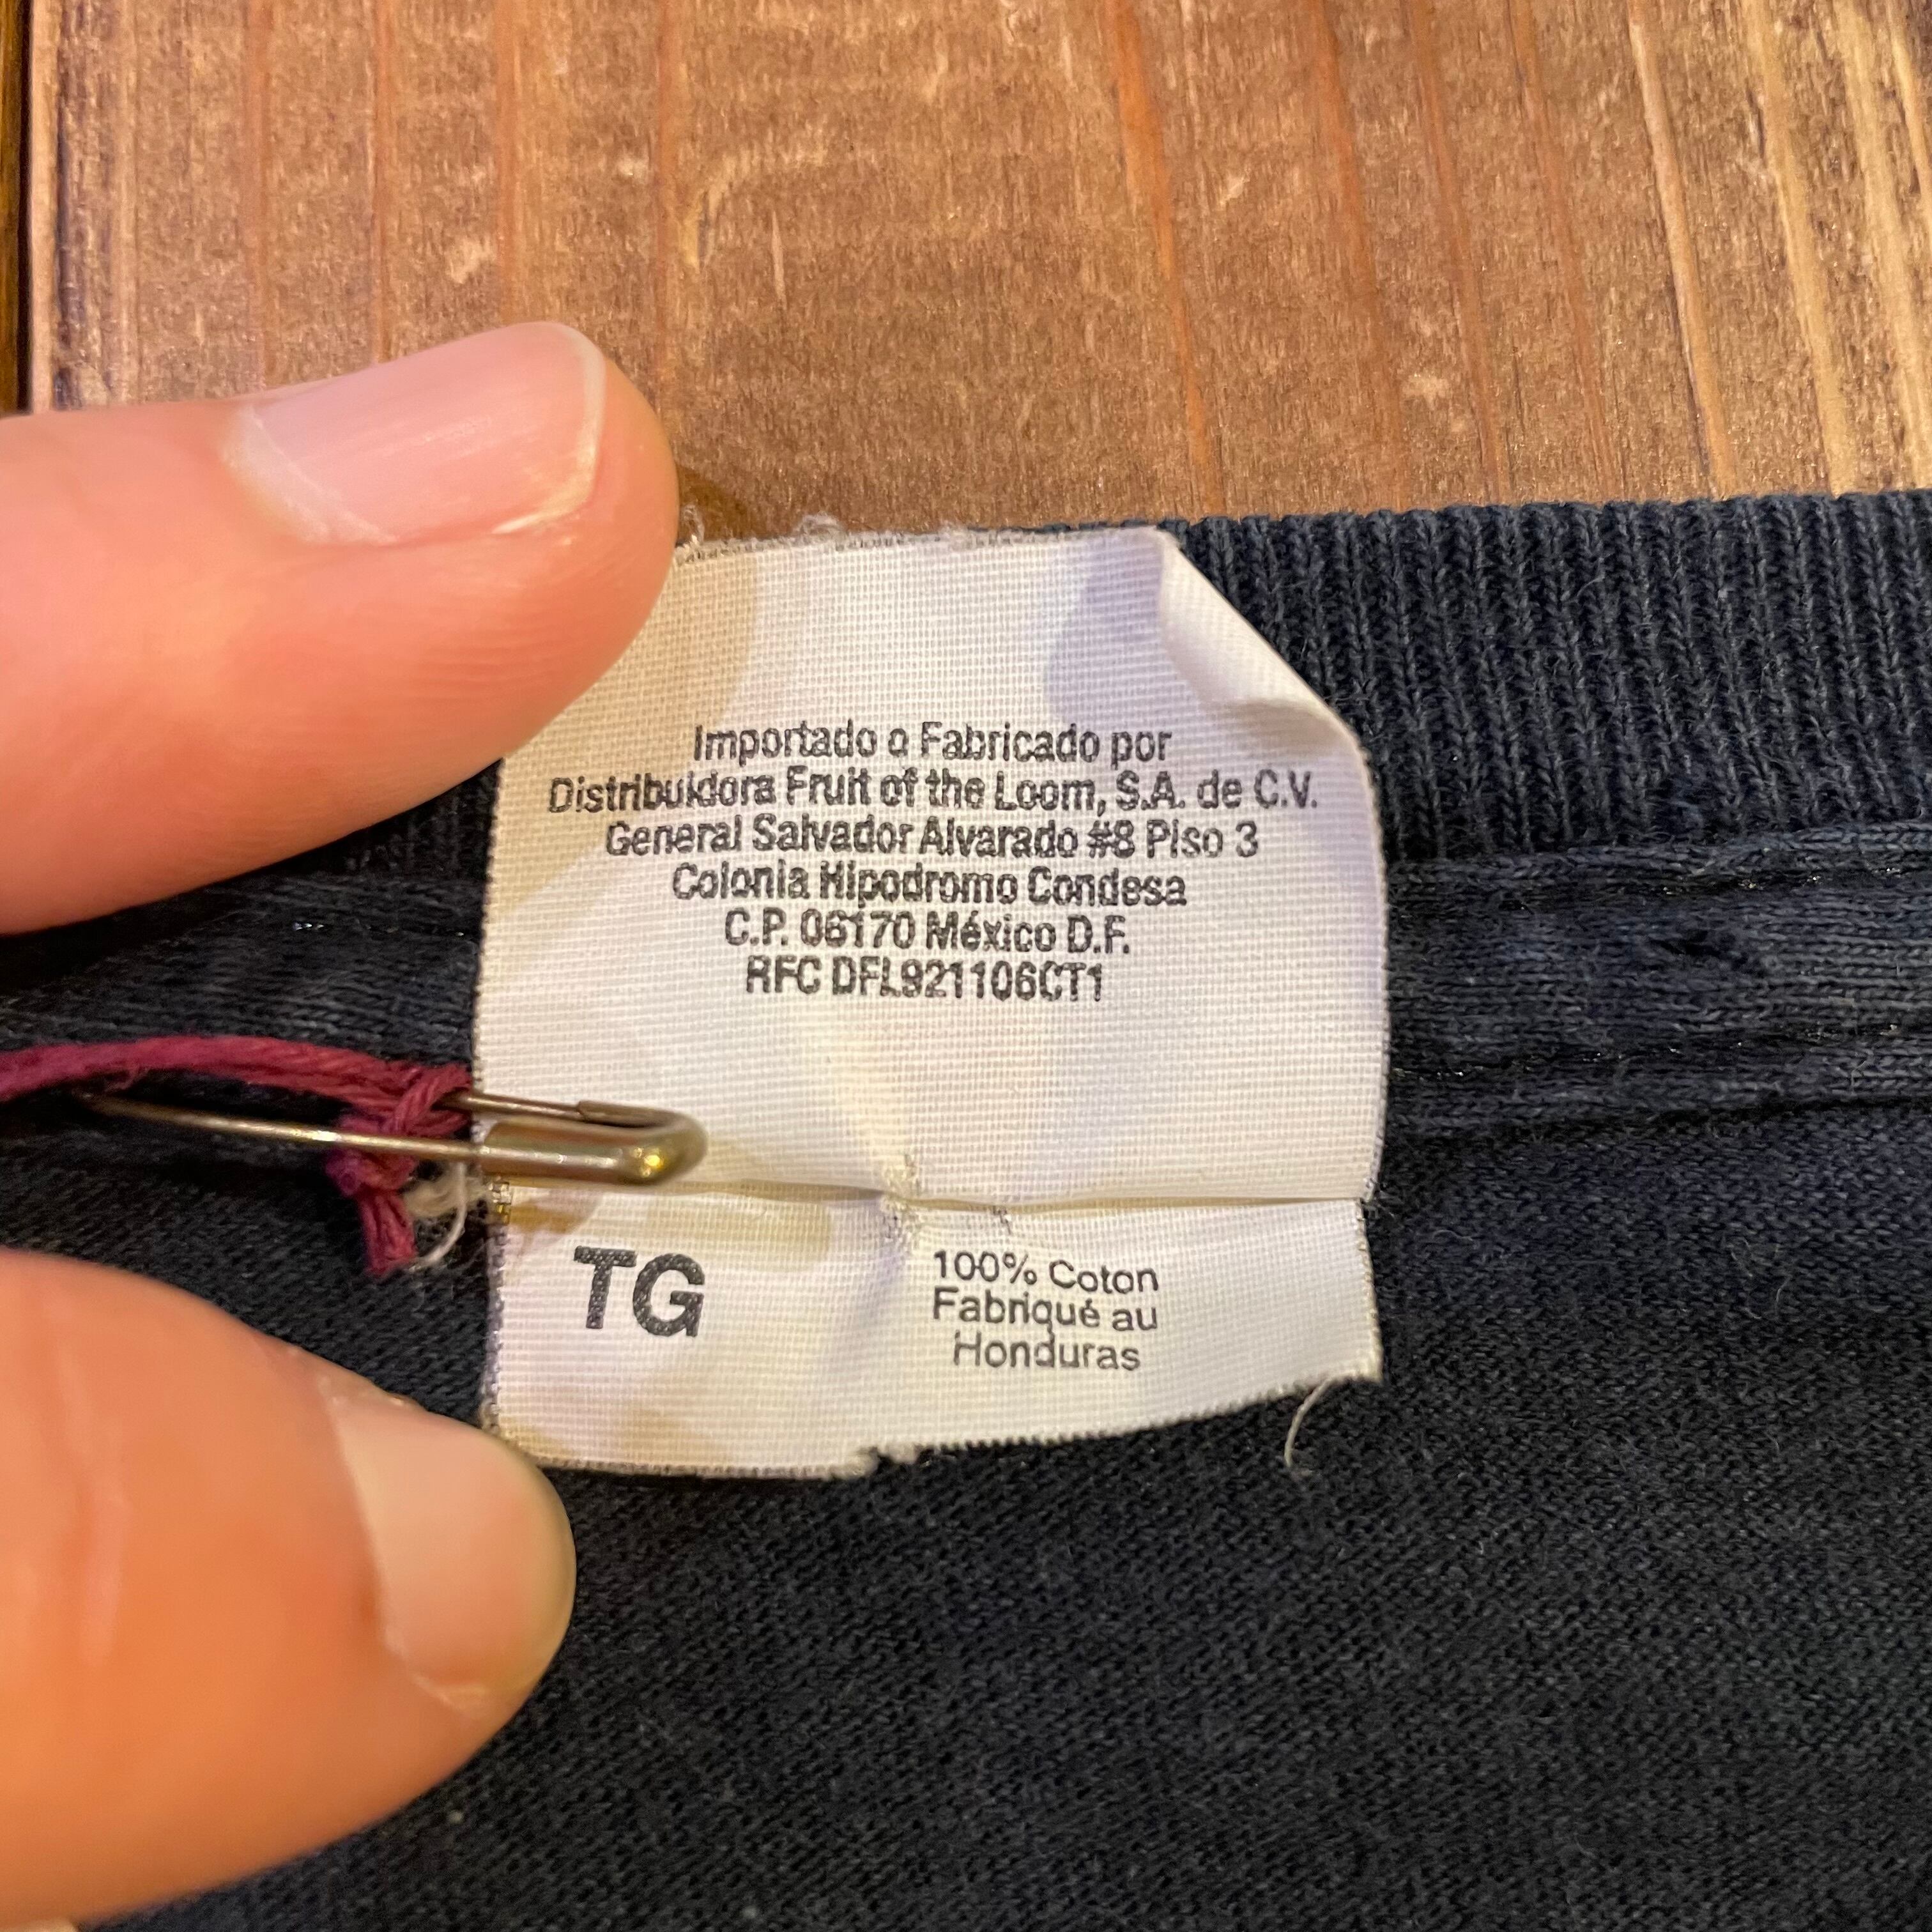 Importado o Fabricado por
Distribuidora Fruit of the Loom, S.A. de C.V.
General Salvador Alvarado #8 Piso 3
Colonia Hipodromo Condesa
C.P. 06170 México D.F.
RFC DFL921106CT1
TG
100% Coton
Fabriqué au
Honduras